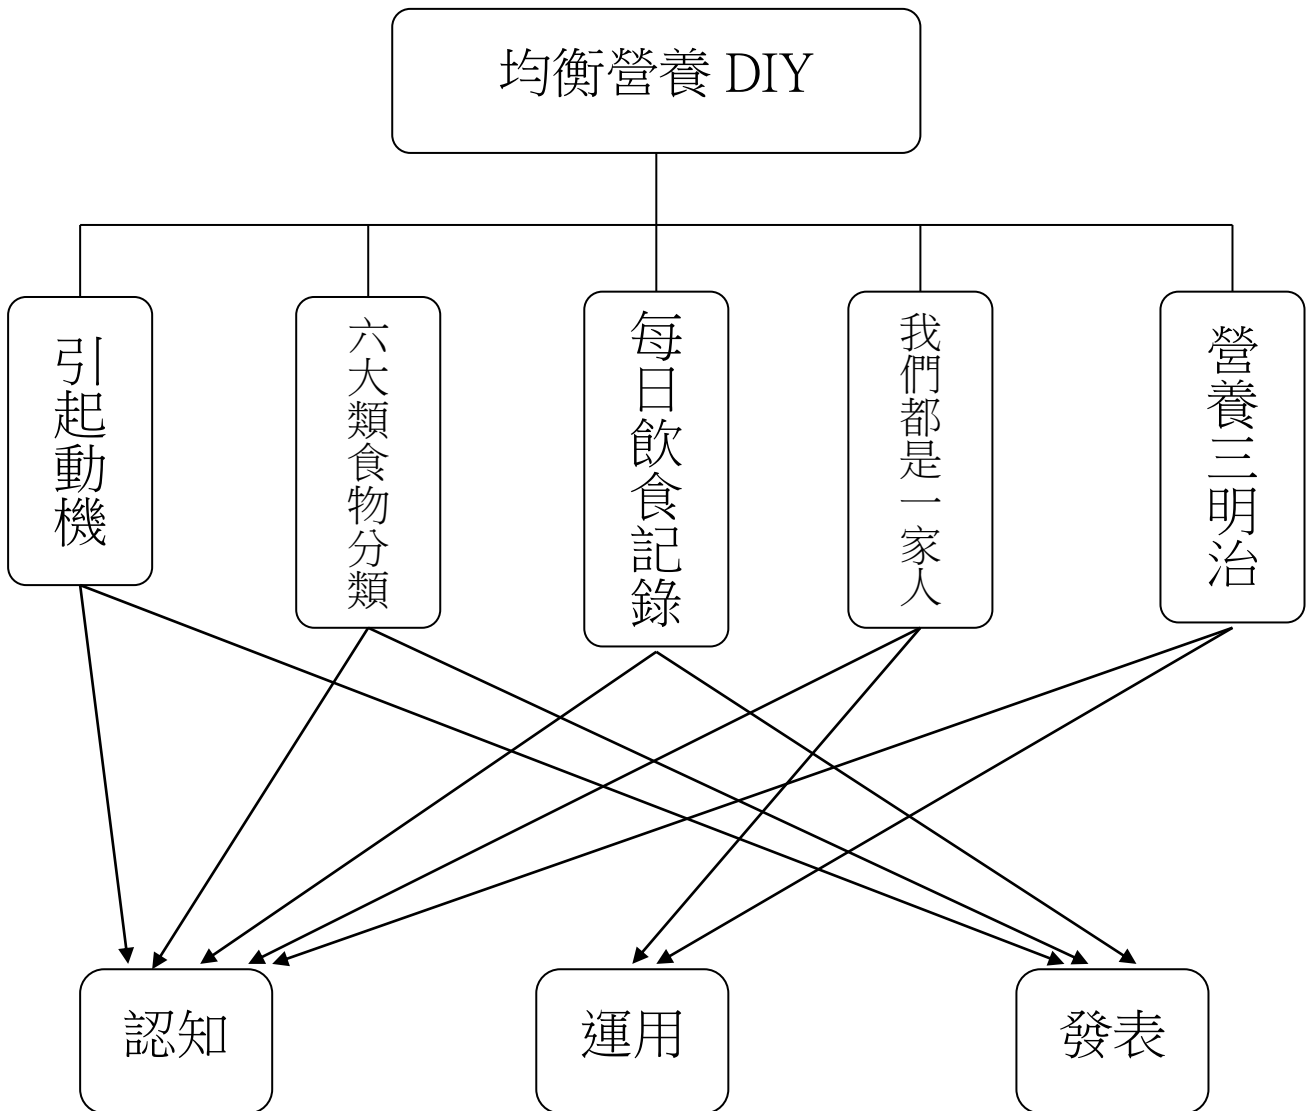 均衡營養 DIY
引起動機
六大類食物分類
每日飲食記錄
我們都是一家人
營養三明治
認知
運用
發表